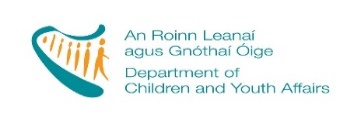 An Roinn Leanaí
agus Gnóthaí Óige
Department of
Children and Youth Affairs